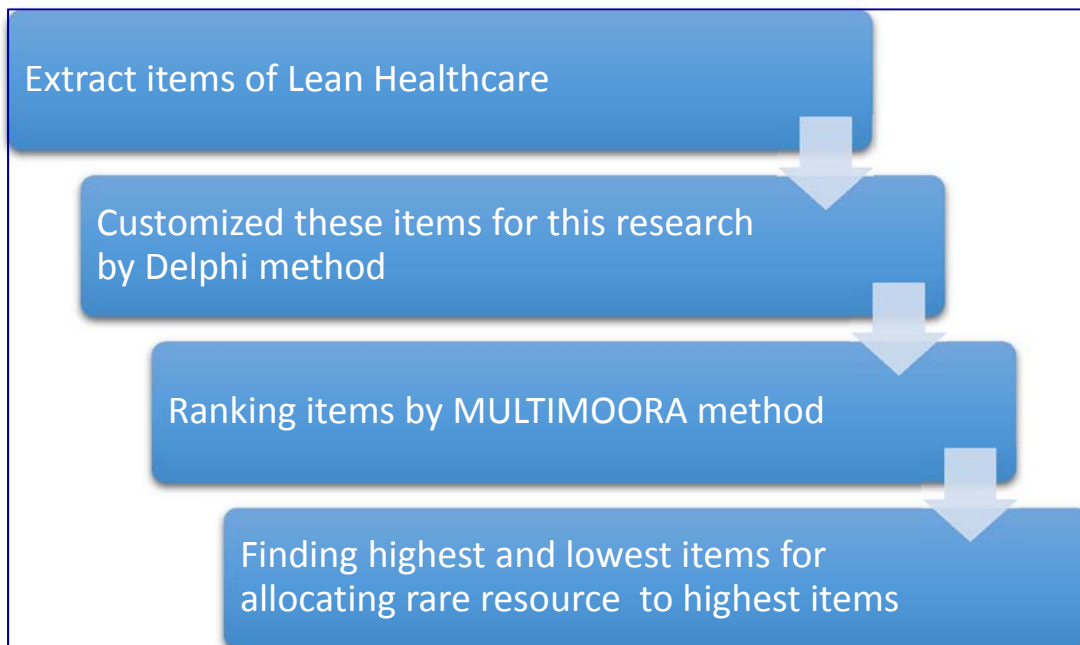 Extract items of Lean Healthcare
Customized these items for this research
by Delphi method
Ranking items by MULTIMOORA method
Finding highest and lowest items for
allocating rare resource  to highest items